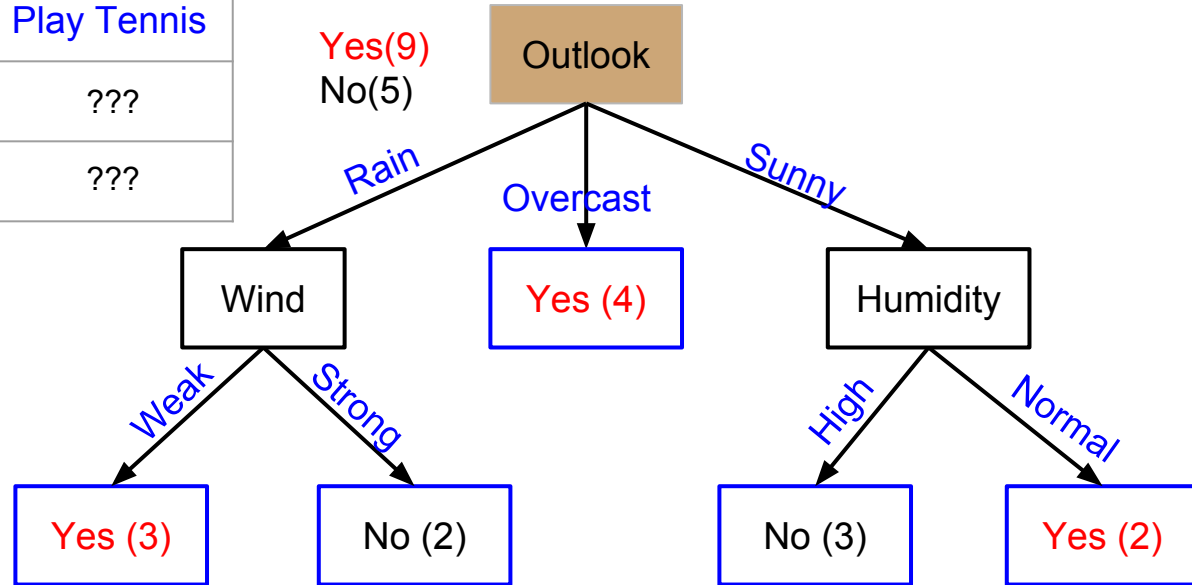 Play Tennis
???
???
Yes(9)
No(5)
Outlook
Rain
Overcast
Sunny
Wind
Yes (4)
Humidity
Weak
Strong
High
Normal
Yes (3)
No (2)
No (3)
Yes (2)